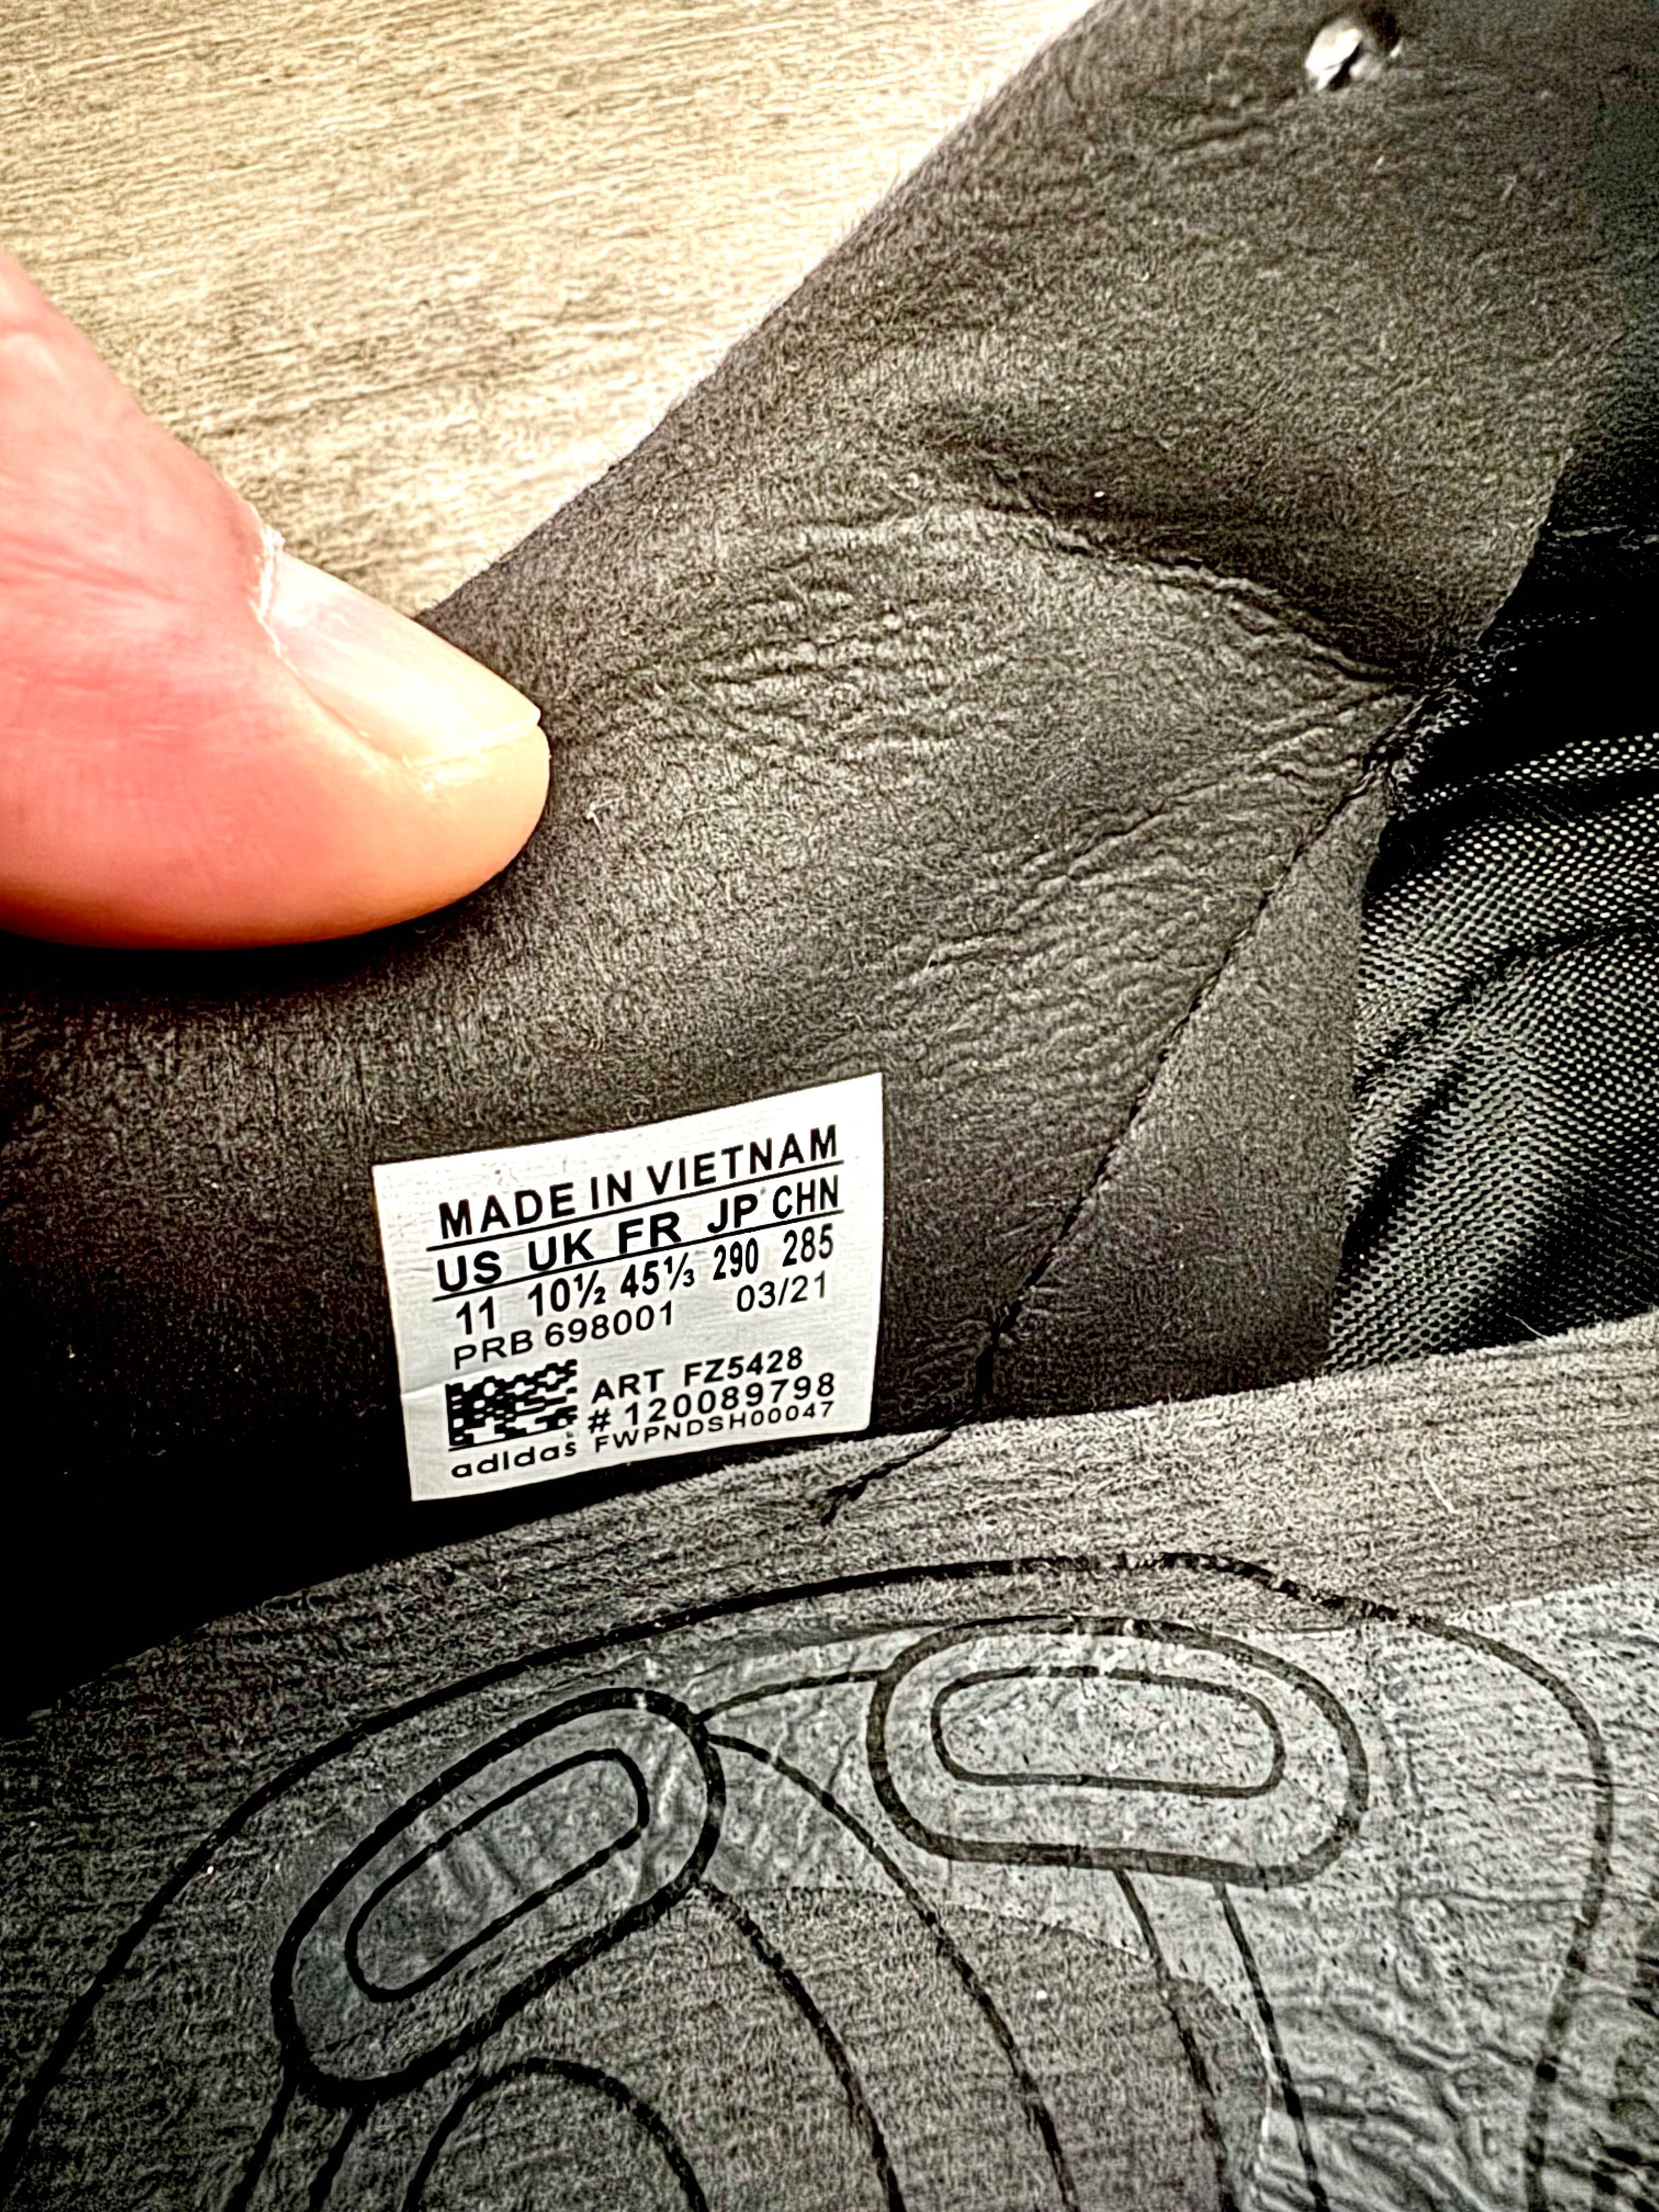 MADE IN VIETNAM
US UK FR JP CHN
11 10½ 45⅓ 290 285
PRB 698001 03/21
ART FZ5428
# 120089798
adidas FWPNDSH00047